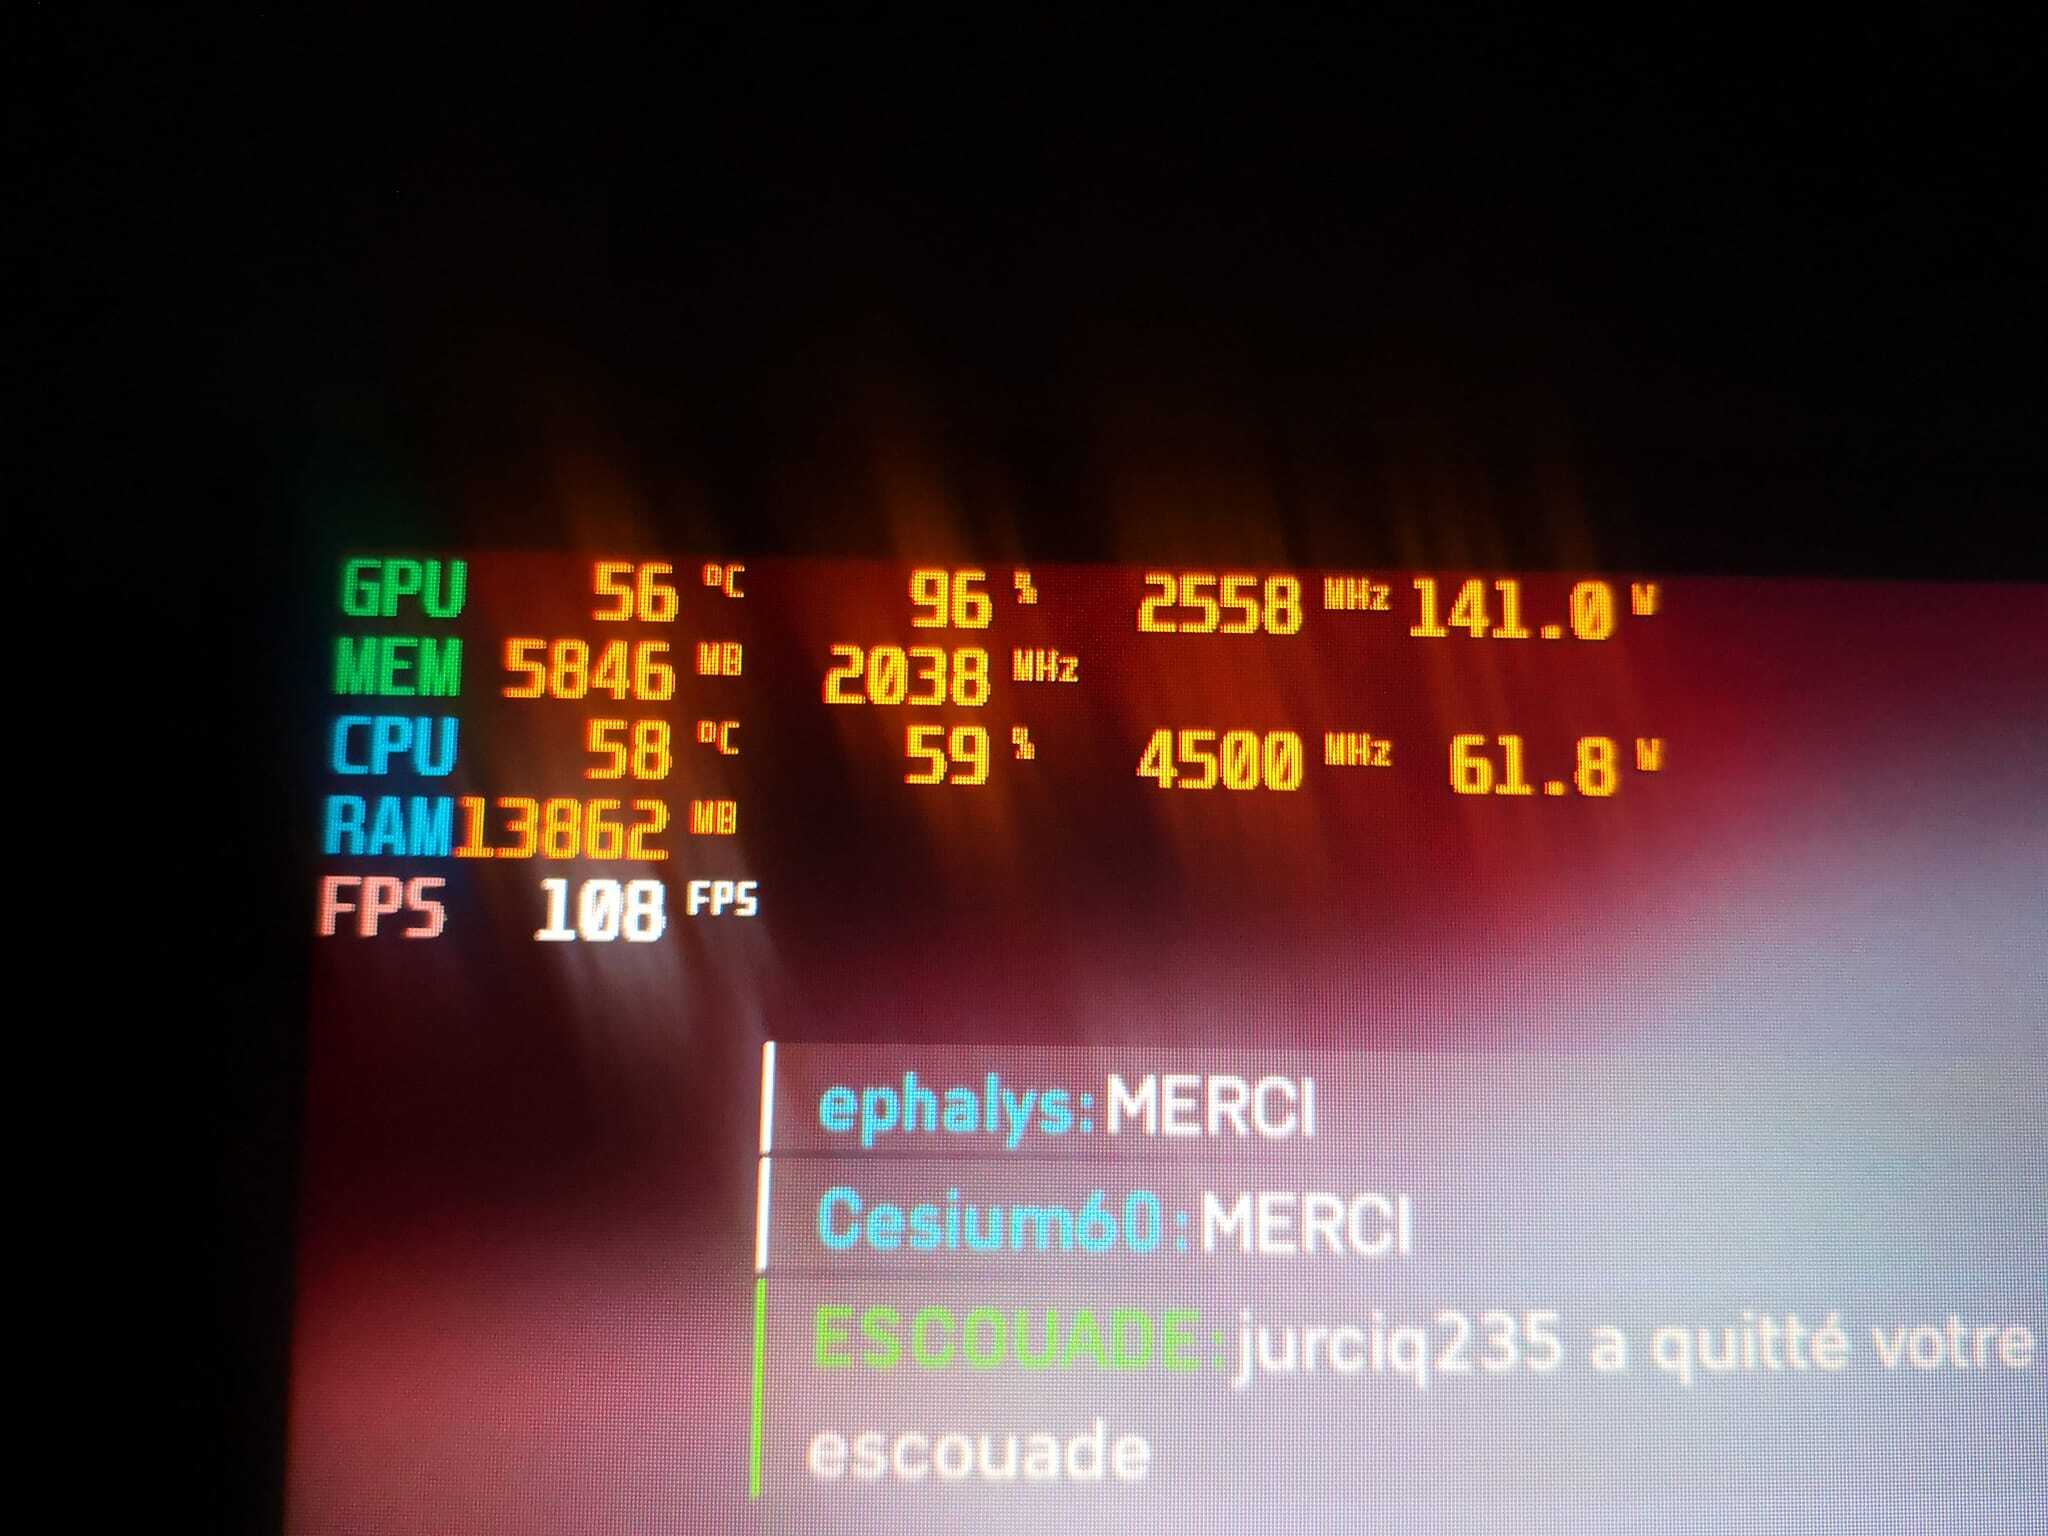 GPU 56 °C 96 % 2558 MHz 141.0 W
MEM 5846 MB 2038 MHz
CPU 58 °C 59 % 4500 MHz 61.8 W
RAM 13862 MB
FPS 108 FPS
ephalys: MERCI
Cesium60: MERCI
ESCOUADE: jurciq235 a quitté votre
escouade